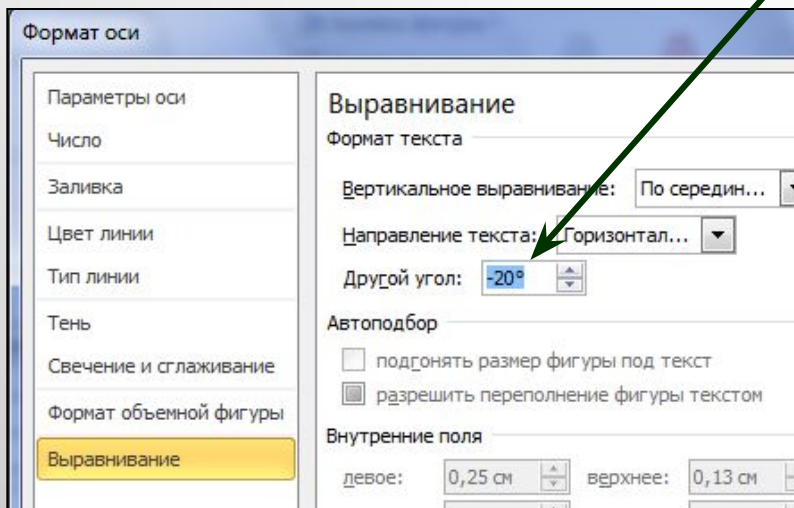 Формат оси
Параметры оси
Число
Заливка
Цвет линии
Тип линии
Тень
Свечение и сглаживание
Формат объемной фигуры
Выравнивание
Выравнивание
Формат текста
Вертикальное выравнивание: По середин...
Направление текста: Горизонтал...
Другой угол: -20°
Автоподбор
подгонять размер фигуры под текст
разрешить переполнение фигуры текстом
Внутренние поля
левое: 0,25 см верхнее: 0,13 см